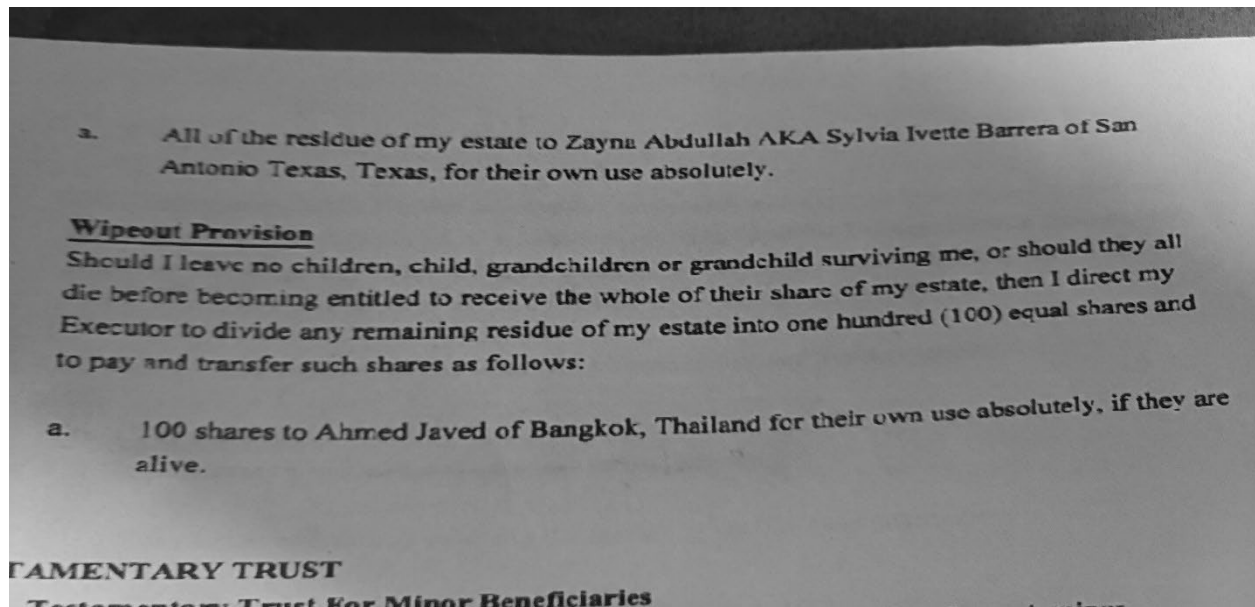 a. All of the residue of my estate to Zayna Abdullah AKA Sylvia Ivette Barrera of San
Antonio Texas, Texas, for their own use absolutely.
Wipeout Provision
Should I leave no children, child, grandchildren or grandchild surviving me, or should they all
die before becoming entitled to receive the whole of their share of my estate, then I direct my
Executor to divide any remaining residue of my estate into one hundred (100) equal shares and
to pay and transfer such shares as follows:
a. 100 shares to Ahmed Javed of Bangkok, Thailand for their own use absolutely, if they are
alive.
TAMENTARY TRUST
Testamentary Trust For Minor Beneficiaries